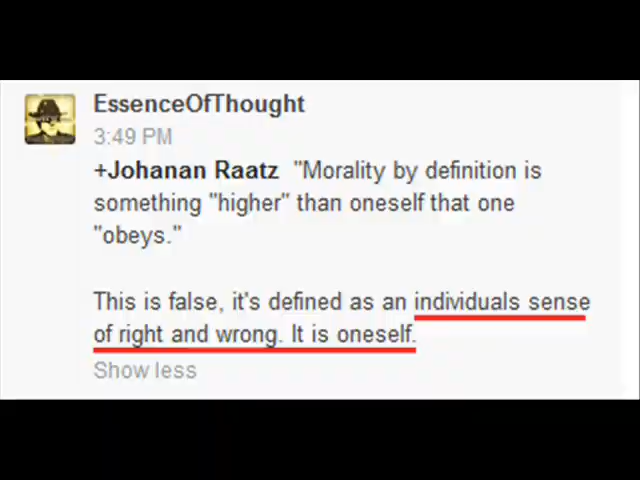 EssenceOfThought
3:49 PM
+Johanan Raatz "Morality by definition is
something "higher" than oneself that one
"obeys."
This is false, it's defined as an individuals sense
of right and wrong. It is oneself.
Show less